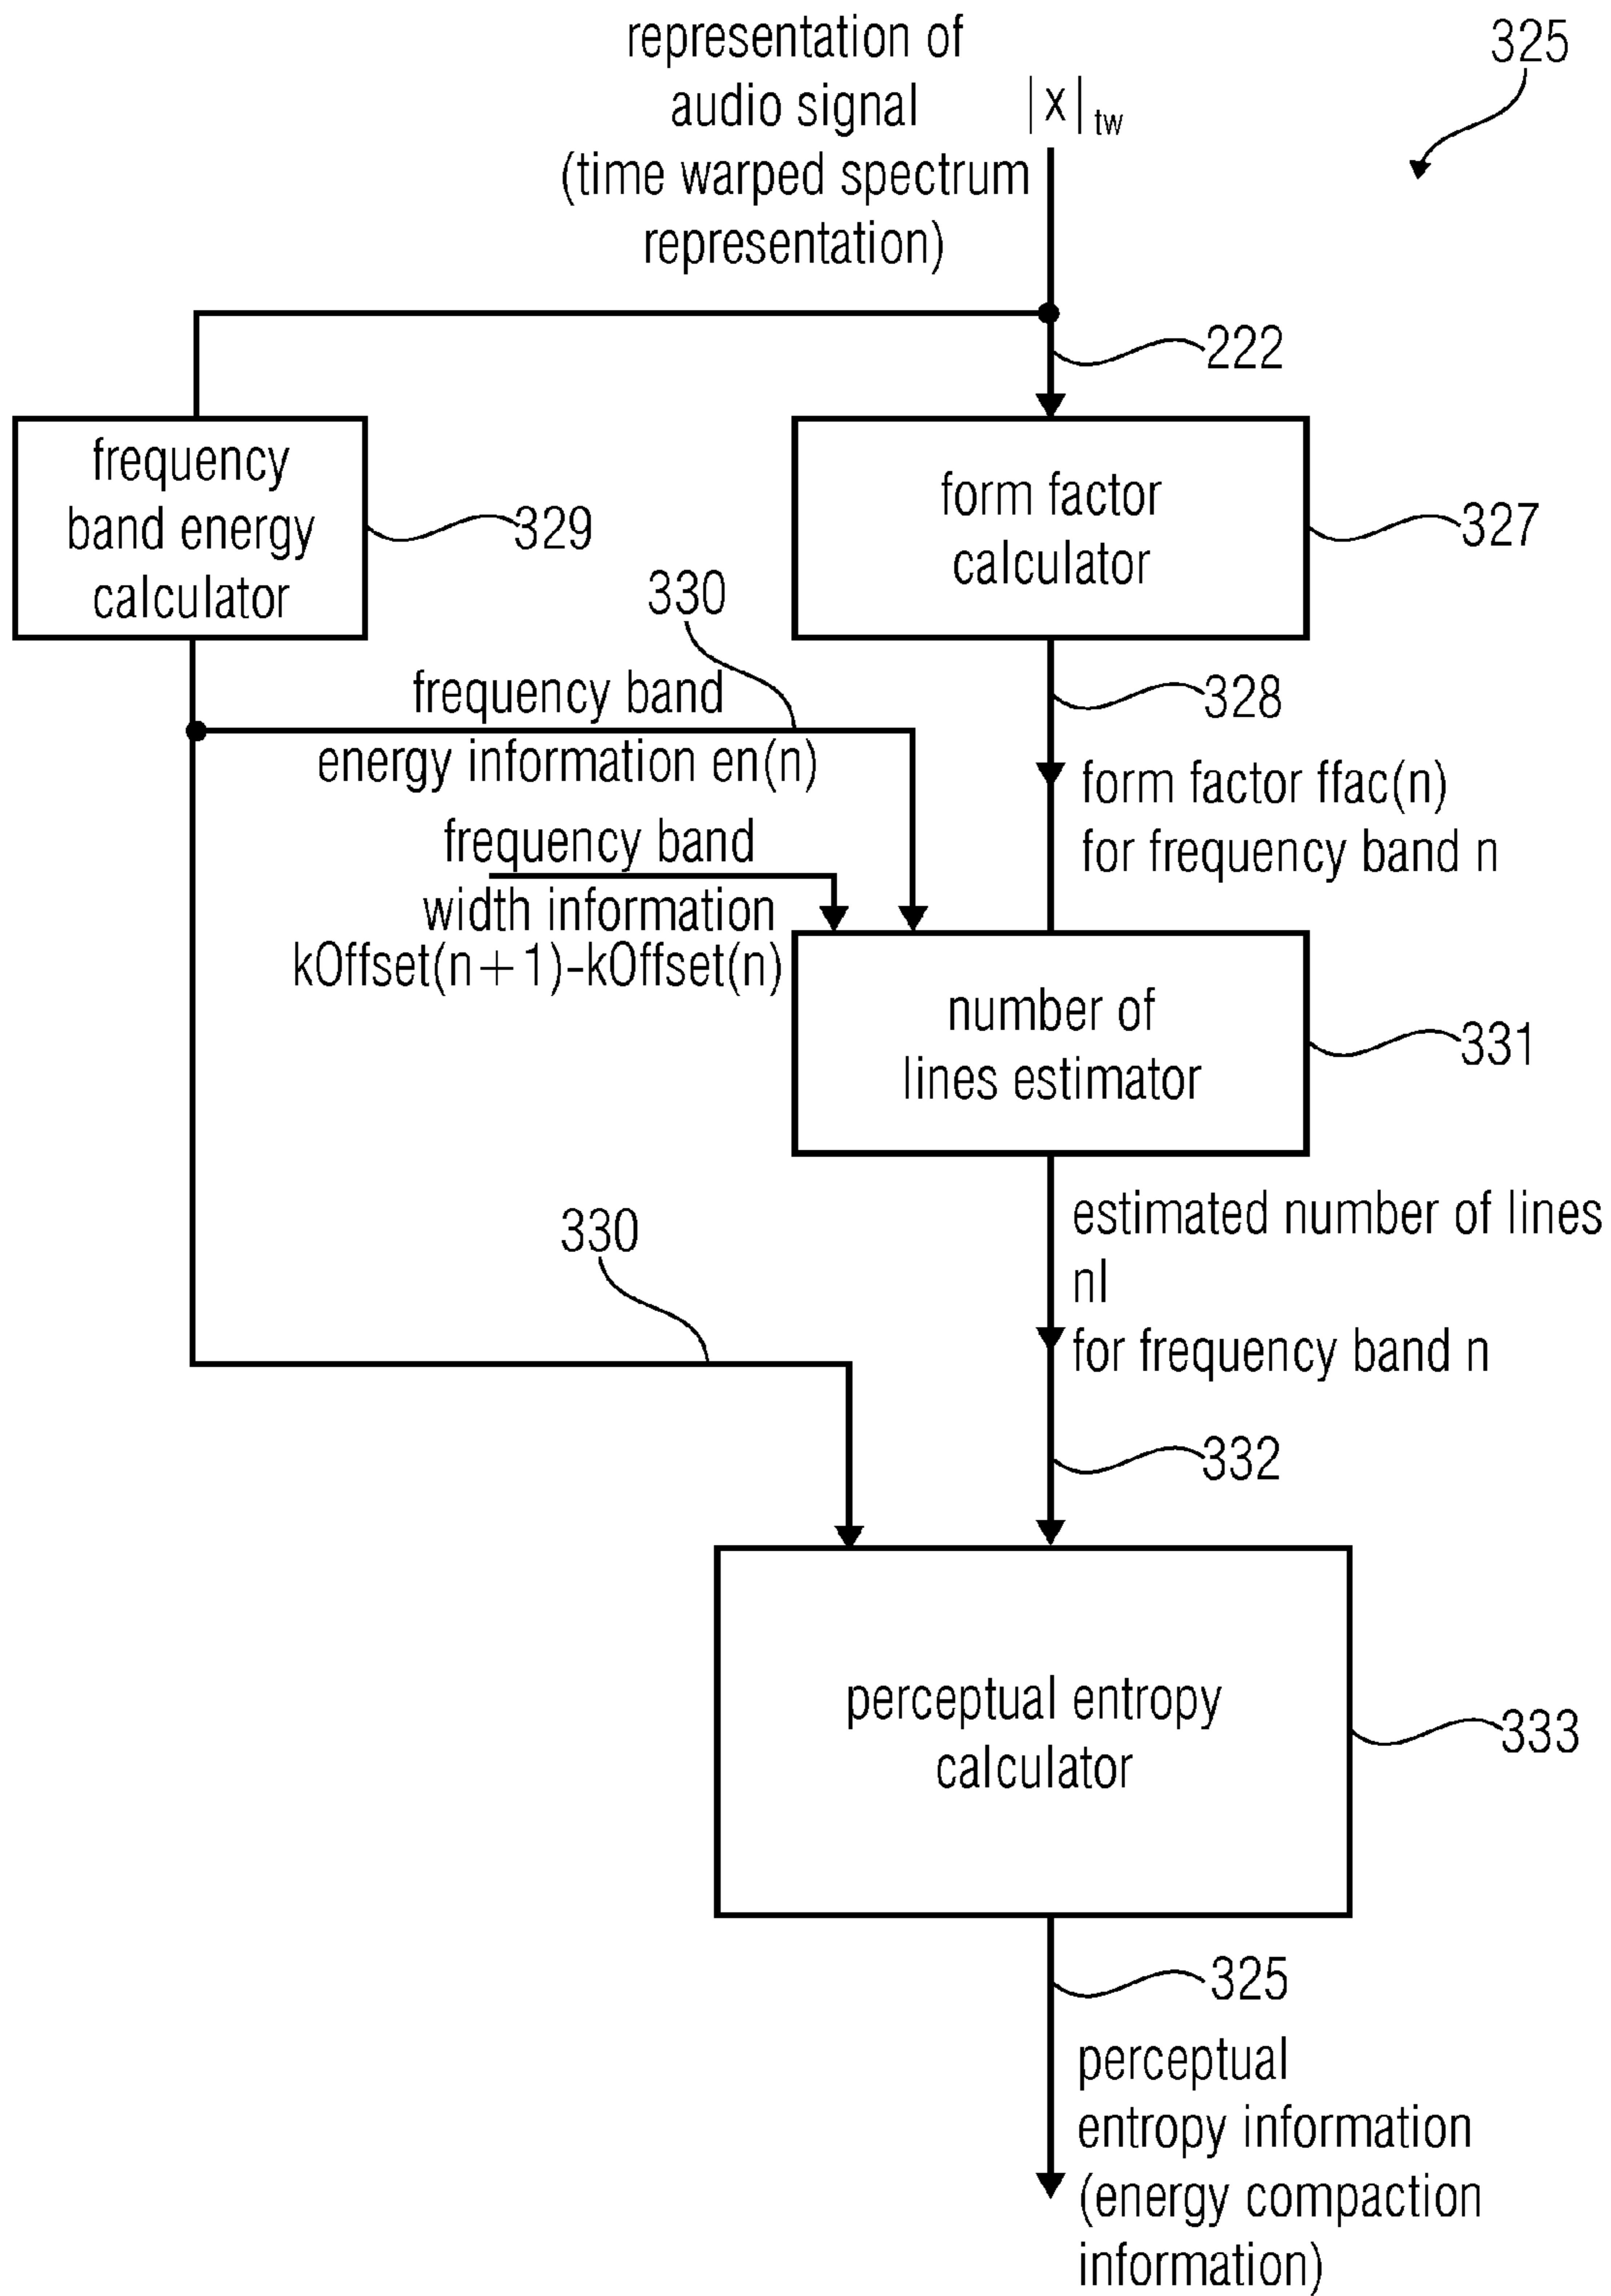 representation of
audio signal
(time warped spectrum
representation)
|x| tw
325
222
frequency
band energy
calculator
329
form factor
calculator
327
330
328
frequency band
energy information en(n)
form factor ffac(n)
for frequency band n
frequency band
width information
kOffset(n+1)-kOffset(n)
number of
lines estimator
331
estimated number of lines
nl
for frequency band n
330
332
perceptual entropy
calculator
333
325
perceptual
entropy information
(energy compaction
information)